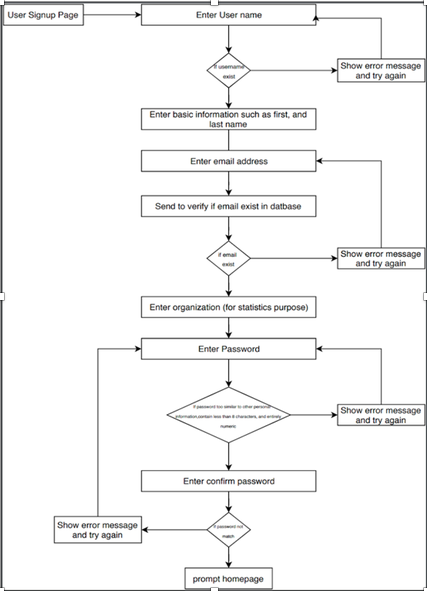 User Signup Page
Enter User name
If username
exist
Show error message
and try again
Enter basic information such as first, and
last name
Enter email address
Send to verify if email exist in datbase
if email
exist
Show error message
and try again
Enter organization (for statistics purpose)
Enter Password
if password too similar to other personal
information,contain less than 8 characters, and entirely
numeric
Show error message
and try again
Enter confirm password
if password not
match
Show error message
and try again
prompt homepage